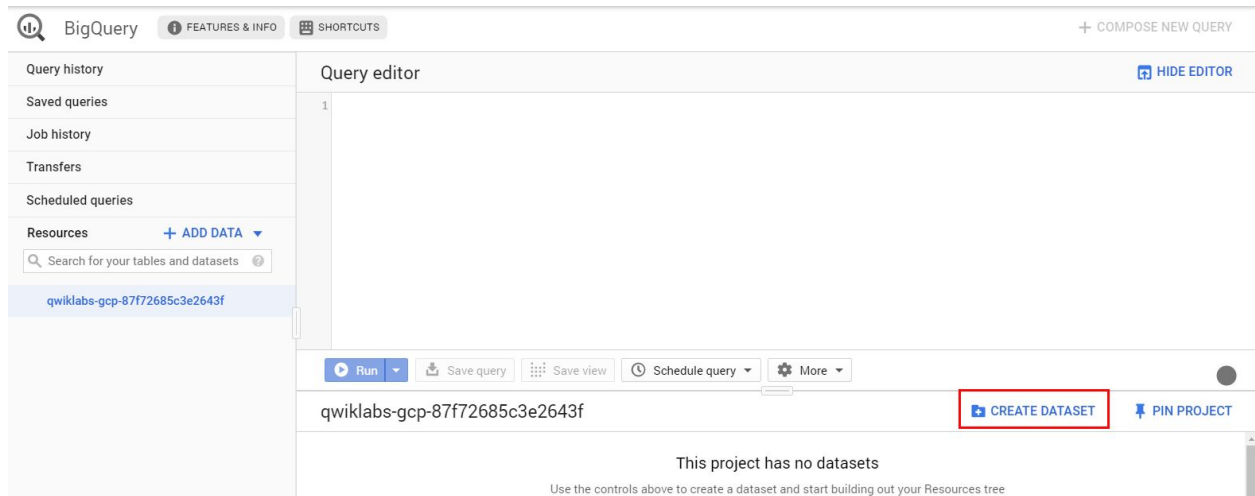 BigQuery FEATURES & INFO SHORTCUTS + COMPOSE NEW QUERY
Query history
Saved queries
Job history
Transfers
Scheduled queries
Resources + ADD DATA
Search for your tables and datasets
qwiklabs-gcp-87f72685c3e2643f
Query editor HIDE EDITOR
1
Run Save query Save view Schedule query More
qwiklabs-gcp-87f72685c3e2643f CREATE DATASET PIN PROJECT
This project has no datasets
Use the controls above to create a dataset and start building out your Resources tree